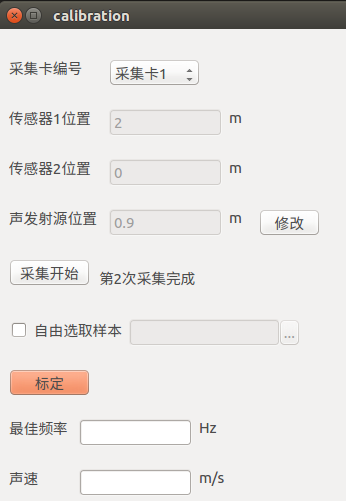 calibration
采集卡编号 采集卡1
传感器1位置 2 m
传感器2位置 0 m
声发射源位置 0.9 m 修改
采集开始 第2次采集完成
自由选取样本 ...
标定
最佳频率 Hz
声速 m/s